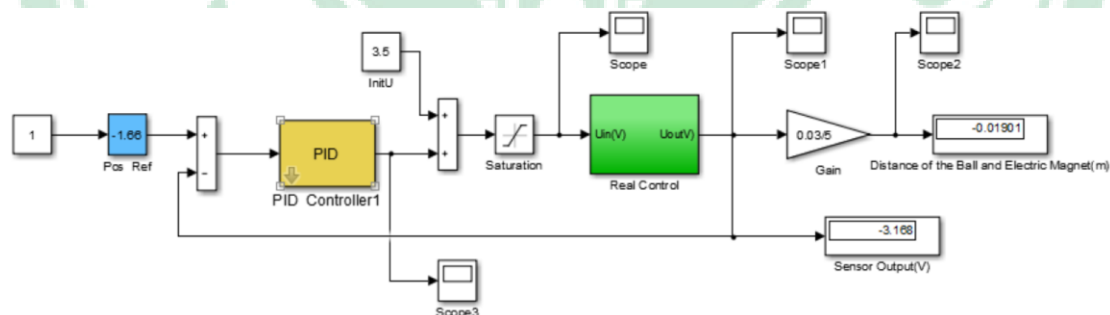 3.5
InitU
Scope
Scope1
Scope2
1
-1.66
Pos Ref
+
−
PID
PID Controller1
+
+
Saturation
Uin(V)
UoutV)
Real Control
0.03/5
Gain
-0.01901
Distance of the Ball and Electric Magnet(m)
-3.168
Sensor Output(V)
Scope3